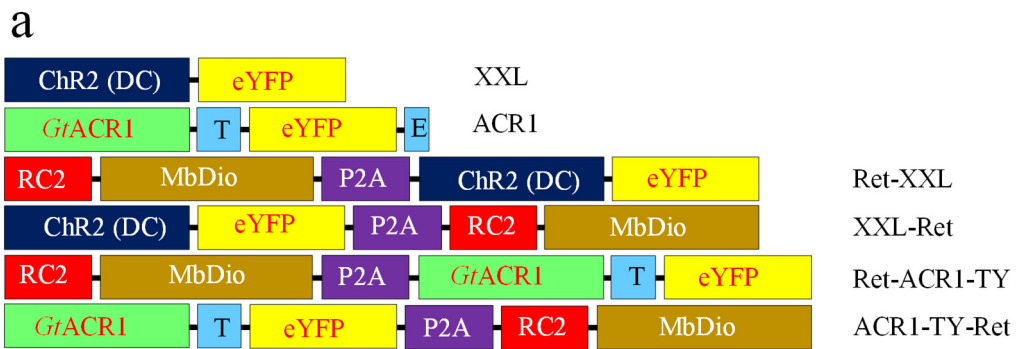 a
ChR2 (DC) eYFP XXL
GtACR1 T eYFP E ACR1
RC2 MbDio P2A ChR2 (DC) eYFP Ret-XXL
ChR2 (DC) eYFP P2A RC2 MbDio XXL-Ret
RC2 MbDio P2A GtACR1 T eYFP Ret-ACR1-TY
GtACR1 T eYFP P2A RC2 MbDio ACR1-TY-Ret